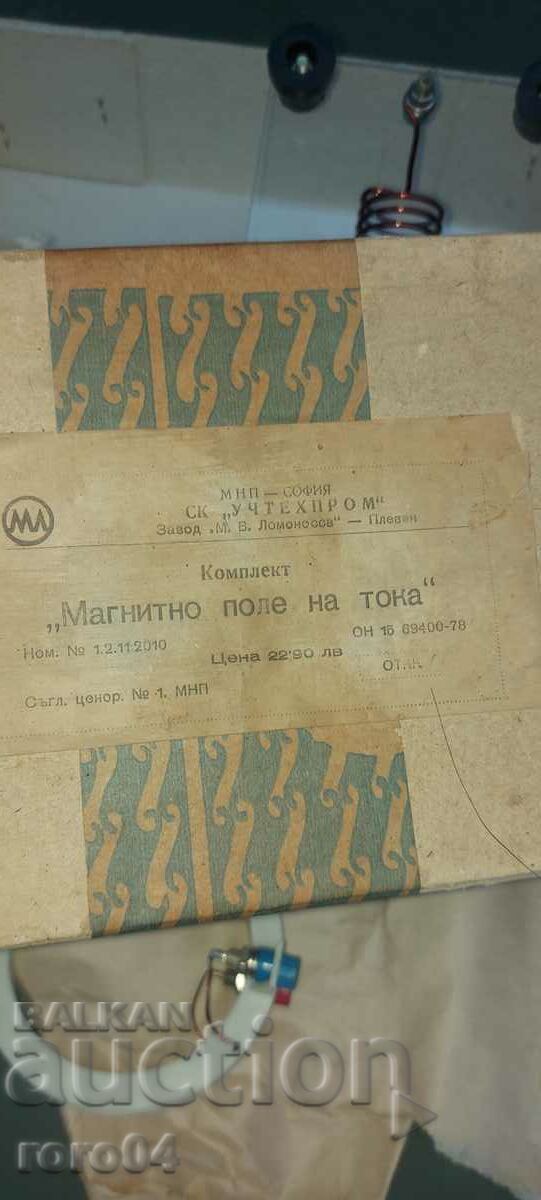 МНП — СОФИЯ
СК „УЧТЕХПРОМ“
Завод „М. В. Ломоносов“ — Плевен
МЛ
Комплект
„Магнитно поле на тока“
Ном. № 1.2.11·2010
Цена 22·90 лв
ОН 15 69400-78
Съгл. ценор. № 1. МНП
BALKAN
auction
roro04